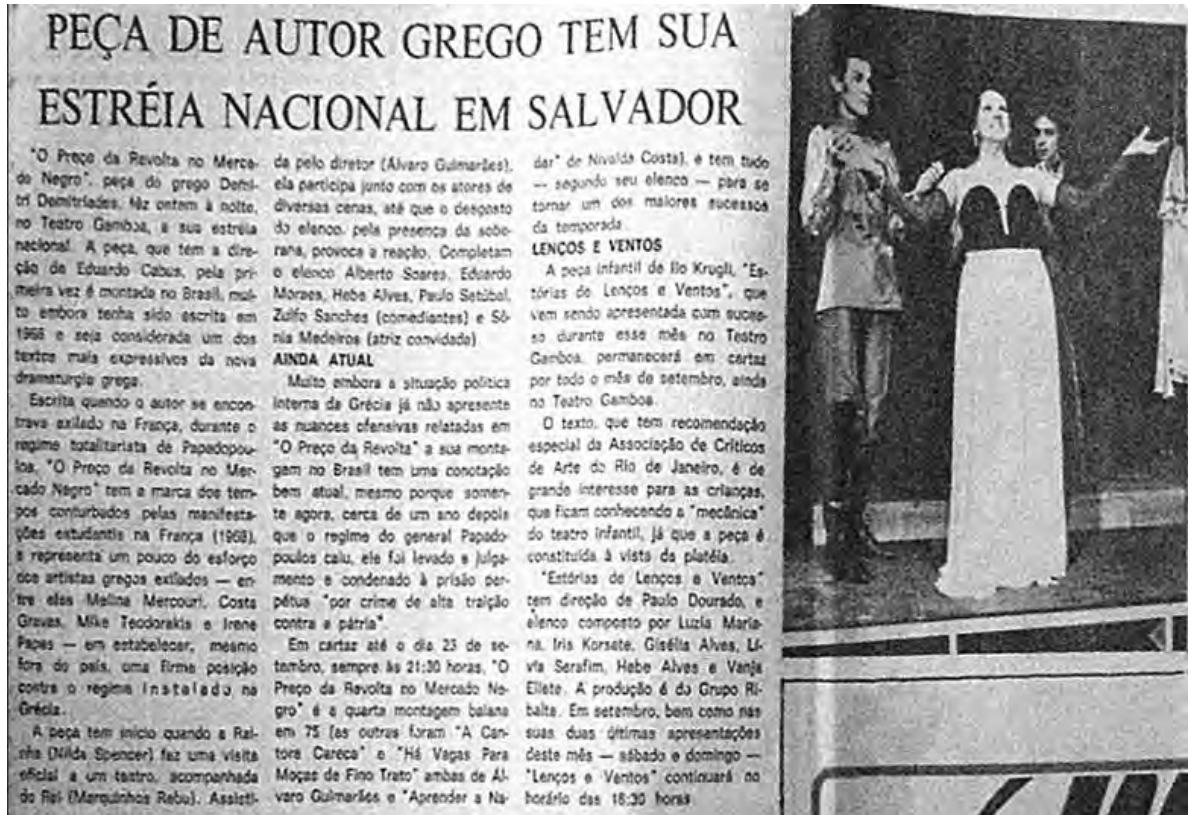 PEÇA DE AUTOR GREGO TEM SUA
ESTRÉIA NACIONAL EM SALVADOR
"O Preço da Revolta no Merca-
do Negro", peça do grego Demi-
tri Demitríades, fêz ontem à noite,
no Teatro Gamboa, a sua estréia
nacional. A peça, que tem a dire-
ção de Eduardo Cabus, pela pri-
meira vez é montada no Brasil, mui-
to embora tenha sido escrita em
1966 e seja considerada um dos
textos mais expressivos da nova
dramaturgia grega.
Escrita quando o autor se encon-
trava exilado na França, durante o
regime totalitarista de Papadopou-
los, "O Preço da Revolta no Mer-
cado Negro" tem a marca dos tem-
pos conturbados pelas manifesta-
ções estudantis na França (1968),
e representa um pouco do esforço
dos artistas gregos exilados — en-
tre eles Melina Mercouri, Costa
Gravas, Mike Teodorakis e Irene
Papas — em estabelecer, mesmo
fora do país, uma firme posição
contra o regime instalado na
Grécia.
A peça tem início quando a Rai-
nha (Nilda Spencer) faz uma visita
oficial a um teatro, acompanhada
do Rei (Marquinhos Rebu). Assisti-
da pelo diretor (Álvaro Guimarães),
ela participa junto com os atores de
diversas cenas, até que o desgosto
do elenco, pela presença da sobe-
rana, provoca a reação. Completam
o elenco Alberto Soares, Eduardo
Moraes, Hebe Alves, Paulo Setúbal,
Zulfo Sanches (comediantes) e Sô-
nia Medeiros (atriz convidada)
AINDA ATUAL
Muito embora a situação política
interna da Grécia já não apresente
as nuances ofensivas relatadas em
"O Preço da Revolta" a sua monta-
gem no Brasil tem uma conotação
bem atual, mesmo porque somen-
te agora, cerca de um ano depois
que o regime do general Papado-
poulos caiu, ele foi levado a julga-
mento e condenado à prisão per-
pétua "por crime de alta traição
contra a pátria".
Em cartaz até o dia 23 de se-
tembro, sempre às 21:30 horas, "O
Preço da Revolta no Mercado Ne-
gro" é a quarta montagem baiana
em 75 (as outras foram "A Can-
tora Careca" e "Há Vagas Para
Moças de Fino Trato" ambas de Ál-
varo Guimarães e "Aprender a Na-
dar" de Nivalda Costa), e tem tudo
— segundo seu elenco — para se
tornar um dos maiores sucessos
da temporada.
LENÇOS E VENTOS
A peça infantil de Ilo Krugli, "Es-
tórias de Lenços e Ventos", que
vem sendo apresentada com suces-
so durante esse mês no Teatro
Gamboa, permanecerá em cartaz
por todo o mês de setembro, ainda
no Teatro Gamboa.
O texto, que tem recomendação
especial da Associação de Críticos
de Arte do Rio de Janeiro, é de
grande interesse para as crianças,
que ficam conhecendo a "mecânica"
do teatro infantil, já que a peça é
constituída à vista da platéia.
"Estórias de Lenços e Ventos"
tem direção de Paulo Dourado, e
elenco composto por Luzia Maria-
na, Iris Korsate, Gisélia Alves, Lí-
via Serafim, Hebe Alves e Vanja
Ellete. A produção é do Grupo Ri-
balta. Em setembro, bem como nas
suas duas últimas apresentações
deste mês — sábado e domingo —
"Lenços e Ventos" continuará no
horário das 16:30 horas